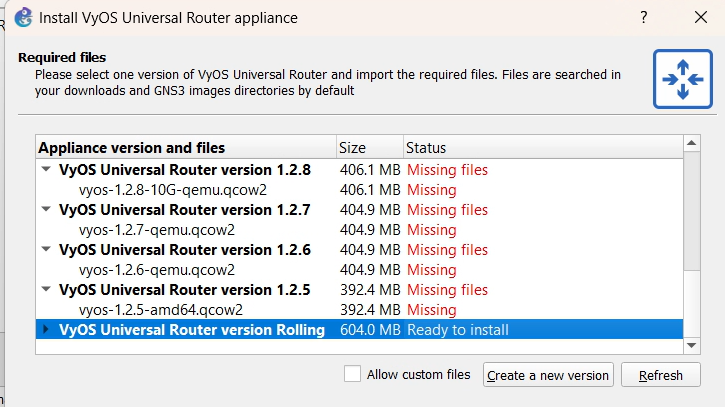 Install VyOS Universal Router appliance ? X
Required files
Please select one version of VyOS Universal Router and import the required files. Files are searched in
your downloads and GNS3 images directories by default
Appliance version and files Size Status
VyOS Universal Router version 1.2.8 406.1 MB Missing files
vyos-1.2.8-10G-qemu.qcow2 406.1 MB Missing
VyOS Universal Router version 1.2.7 404.9 MB Missing files
vyos-1.2.7-qemu.qcow2 404.9 MB Missing
VyOS Universal Router version 1.2.6 404.9 MB Missing files
vyos-1.2.6-qemu.qcow2 404.9 MB Missing
VyOS Universal Router version 1.2.5 392.4 MB Missing files
vyos-1.2.5-amd64.qcow2 392.4 MB Missing
VyOS Universal Router version Rolling 604.0 MB Ready to install
Allow custom files Create a new version Refresh